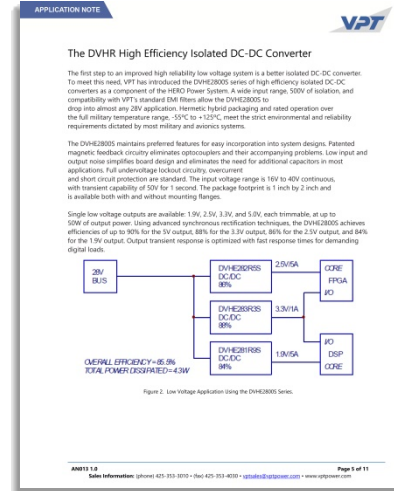 APPLICATION NOTE
VPT
The DVHR High Efficiency Isolated DC-DC Converter
The first step to an improved high reliability low voltage system is a better isolated DC-DC converter.
To meet this need, VPT has introduced the DVHE2800S series of high efficiency isolated DC-DC
converters as a component of the HERO Power System. A wide input range, 500V of isolation, and
compatibility with VPT's standard EMI filters allow the DVHE2800S to
drop into almost any 28V application. Hermetic hybrid packaging and rated operation over
the full military temperature range, -55°C to +125°C, meet the strict environmental and reliability
requirements dictated by most military and avionics systems.
The DVHE2800S maintains preferred features for easy incorporation into system designs. Patented
magnetic feedback circuitry eliminates optocouplers and their accompanying problems. Low input and
output noise simplifies board design and eliminates the need for additional capacitors in most
applications. Full undervoltage lockout circuitry, overcurrent
and short circuit protection are standard. The input voltage range is 16V to 40V continuous,
with transient capability of 50V for 1 second. The package footprint is 1 inch by 2 inch and
is available both with and without mounting flanges.
Single low voltage outputs are available: 1.9V, 2.5V, 3.3V, and 5.0V, each trimmable, at up to
50W of output power. Using advanced synchronous rectification techniques, the DVHE2800S achieves
efficiencies of up to 90% for the 5V output, 88% for the 3.3V output, 86% for the 2.5V output, and 84%
for the 1.9V output. Output transient response is optimized with fast response times for demanding
digital loads.
28V
BUS
DVHE282R5S
DC/DC
86%
2.5V/5A
CORE
FPGA
I/O
DVHE283R3S
DC/DC
88%
3.3V/1A
DVHE281R9S
DC/DC
84%
1.9V/5A
I/O
DSP
CORE
OVERALL EFFICIENCY = 85.5%
TOTAL POWER DISSIPATED = 4.3W
Figure 2. Low Voltage Application Using the DVHE2800S Series.
AN013 1.0 Page 5 of 11
Sales Information: (phone) 425-353-3010 • (fax) 425-353-4030 • vptsales@vptpower.com • www.vptpower.com